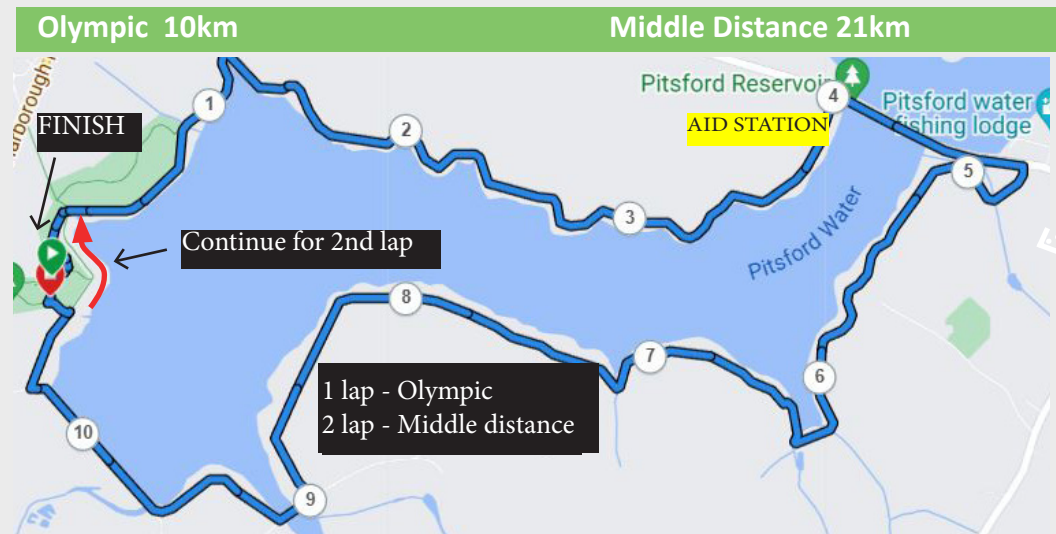 Olympic 10km
Middle Distance 21km
arborough
FINISH
1
2
Pitsford Reservoir
4
AID STATION
Pitsford water
fishing lodge
5
3
Continue for 2nd lap
Pitsford Water
8
7
6
1 lap - Olympic
2 lap - Middle distance
10
9